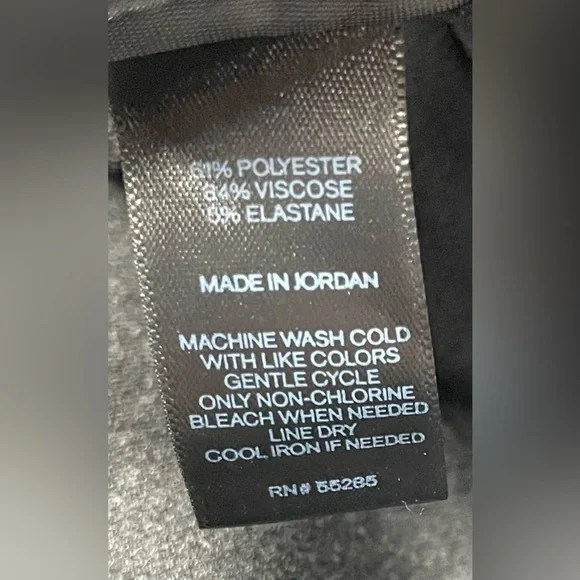 61% POLYESTER
34% VISCOSE
5% ELASTANE
MADE IN JORDAN
MACHINE WASH COLD
WITH LIKE COLORS
GENTLE CYCLE
ONLY NON-CHLORINE
BLEACH WHEN NEEDED
LINE DRY
COOL IRON IF NEEDED
RN# 55285